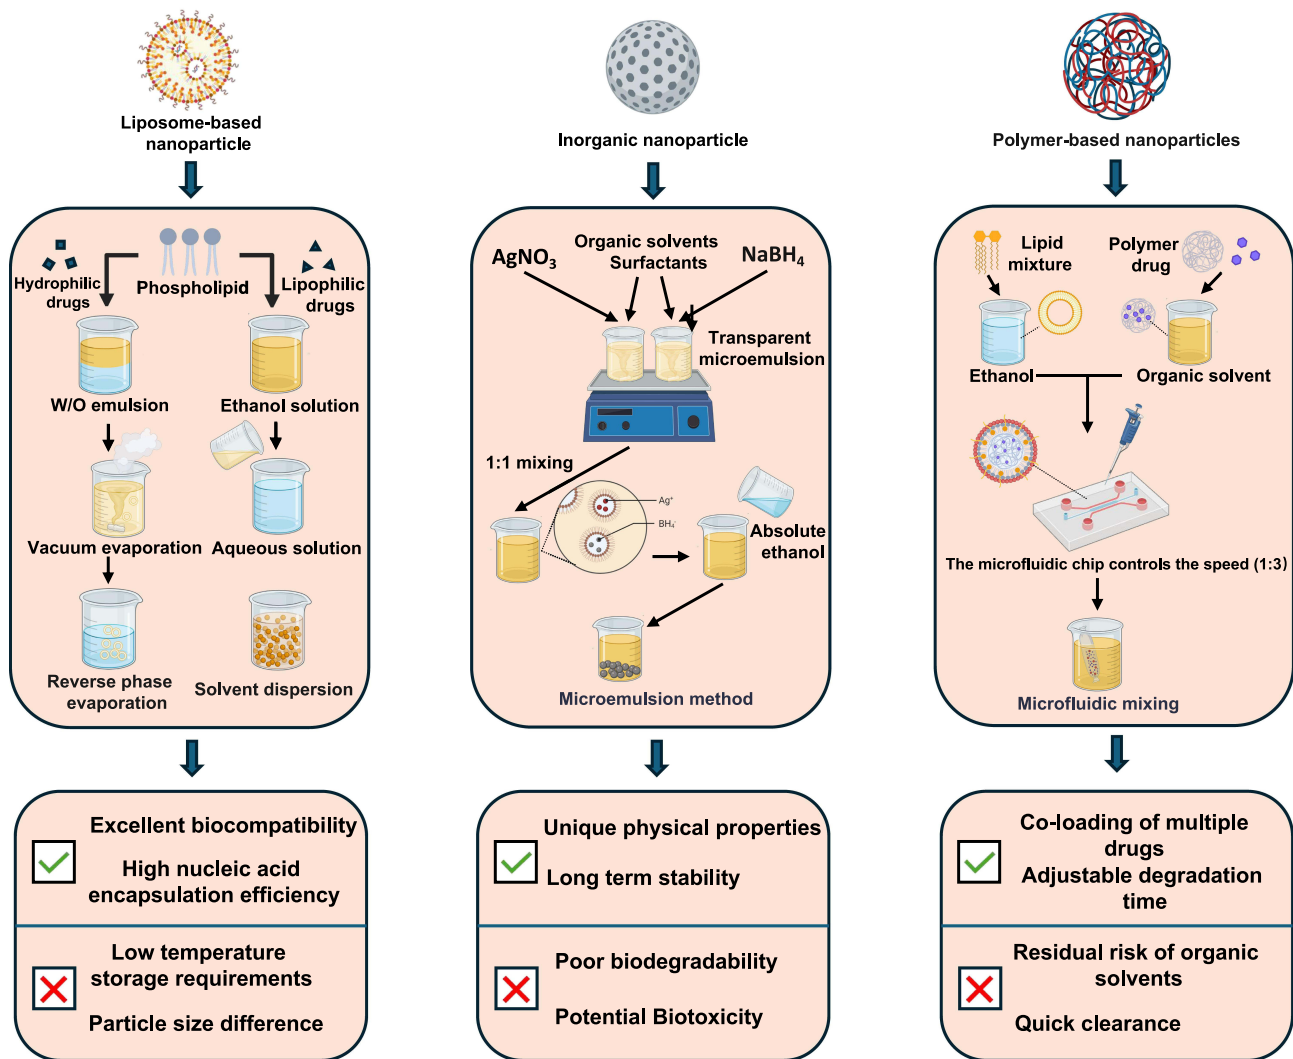 Liposome-based
nanoparticle
Hydrophilic
drugs
Phospholipid
Lipophilic
drugs
W/O emulsion
Ethanol solution
Vacuum evaporation
Aqueous solution
Reverse phase
evaporation
Solvent dispersion
Excellent biocompatibility
High nucleic acid
encapsulation efficiency
Low temperature
storage requirements
Particle size difference
Inorganic nanoparticle
AgNO₃
Organic solvents
Surfactants
NaBH₄
Transparent
microemulsion
1:1 mixing
Ag⁺
BH₄⁻
Absolute
ethanol
Microemulsion method
Unique physical properties
Long term stability
Poor biodegradability
Potential Biotoxicity
Polymer-based nanoparticles
Lipid
mixture
Polymer
drug
Ethanol
Organic solvent
The microfluidic chip controls the speed (1:3)
Microfluidic mixing
Co-loading of multiple
drugs
Adjustable degradation
time
Residual risk of organic
solvents
Quick clearance